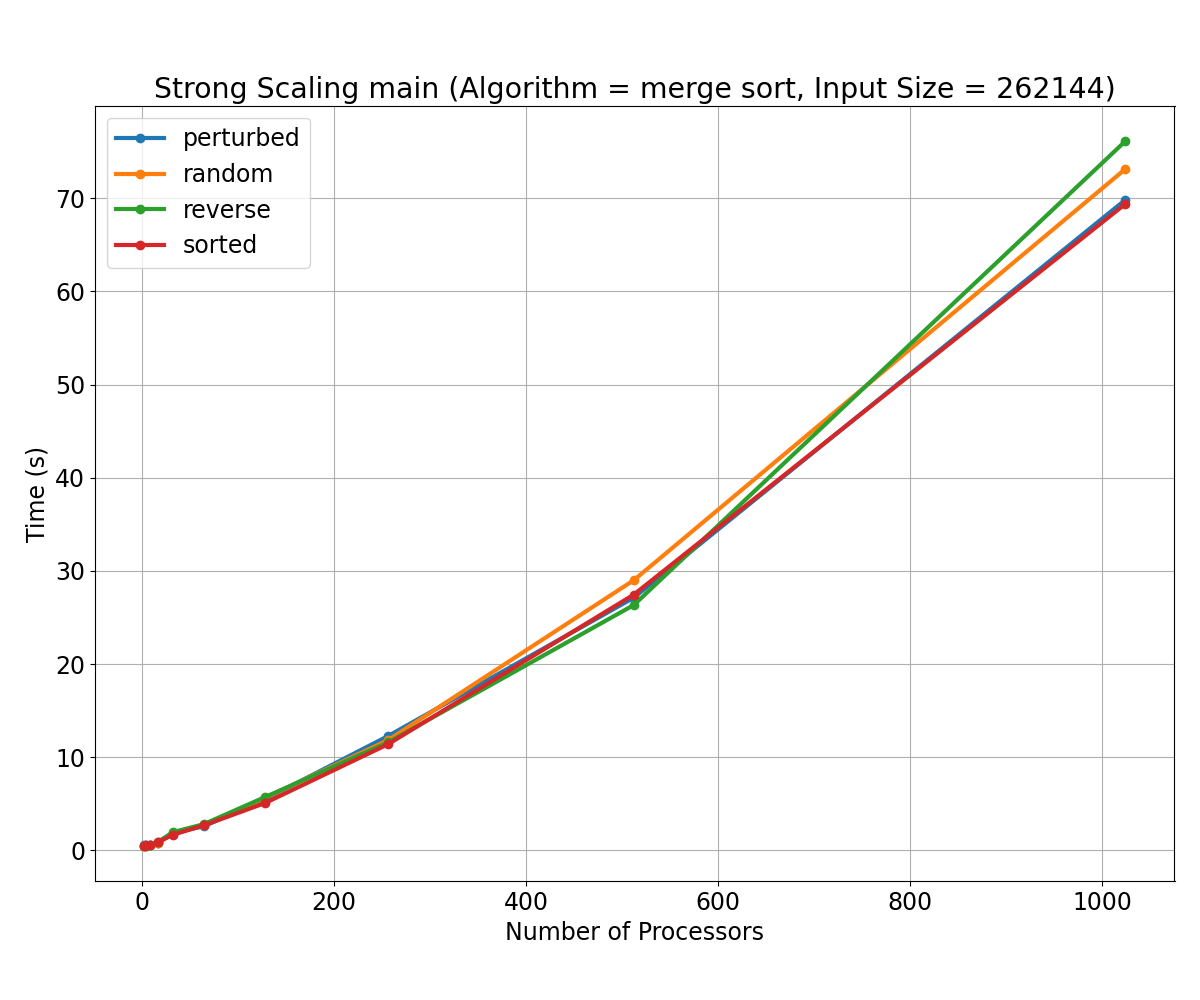 Strong Scaling main (Algorithm = merge sort, Input Size = 262144)
perturbed
random
reverse
sorted
70
60
50
40
30
20
10
0
Time (s)
0 200 400 600 800 1000
Number of Processors